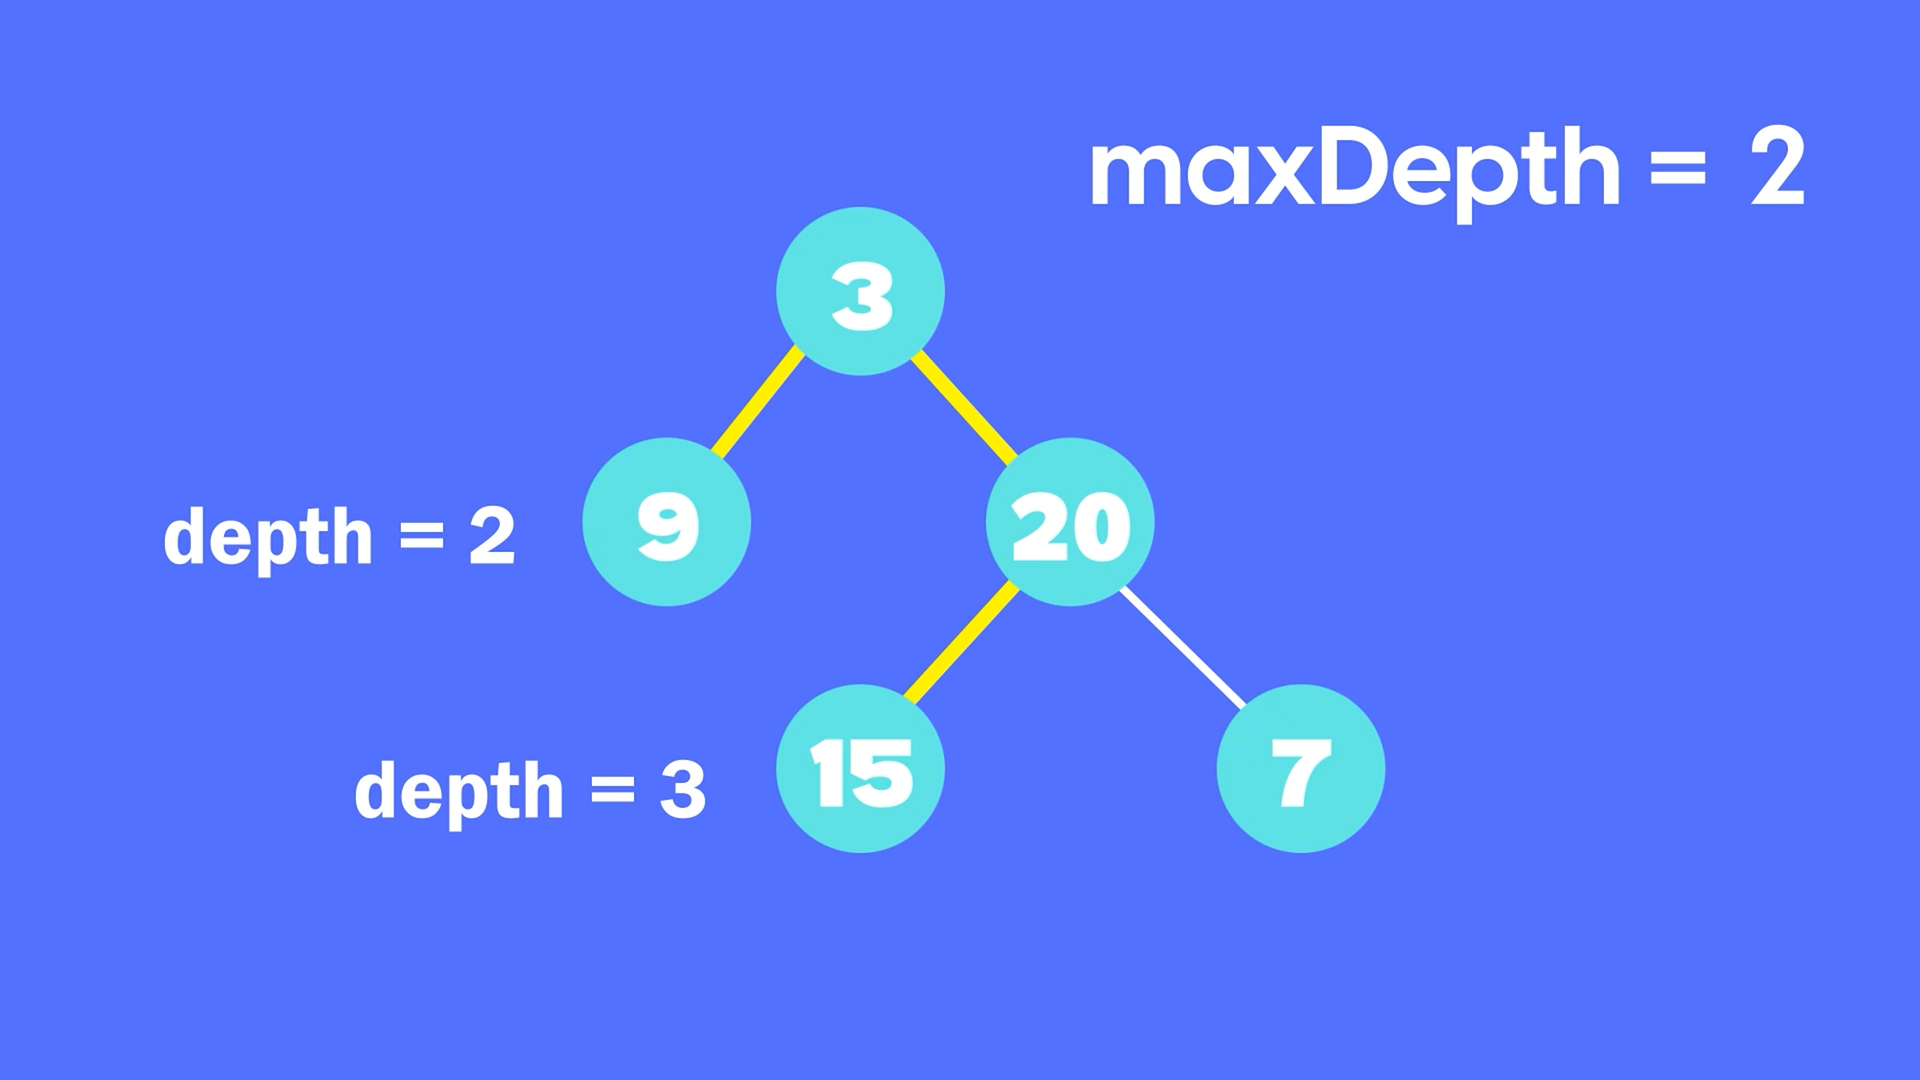 maxDepth = 2
3
9
20
depth = 2
15
7
depth = 3